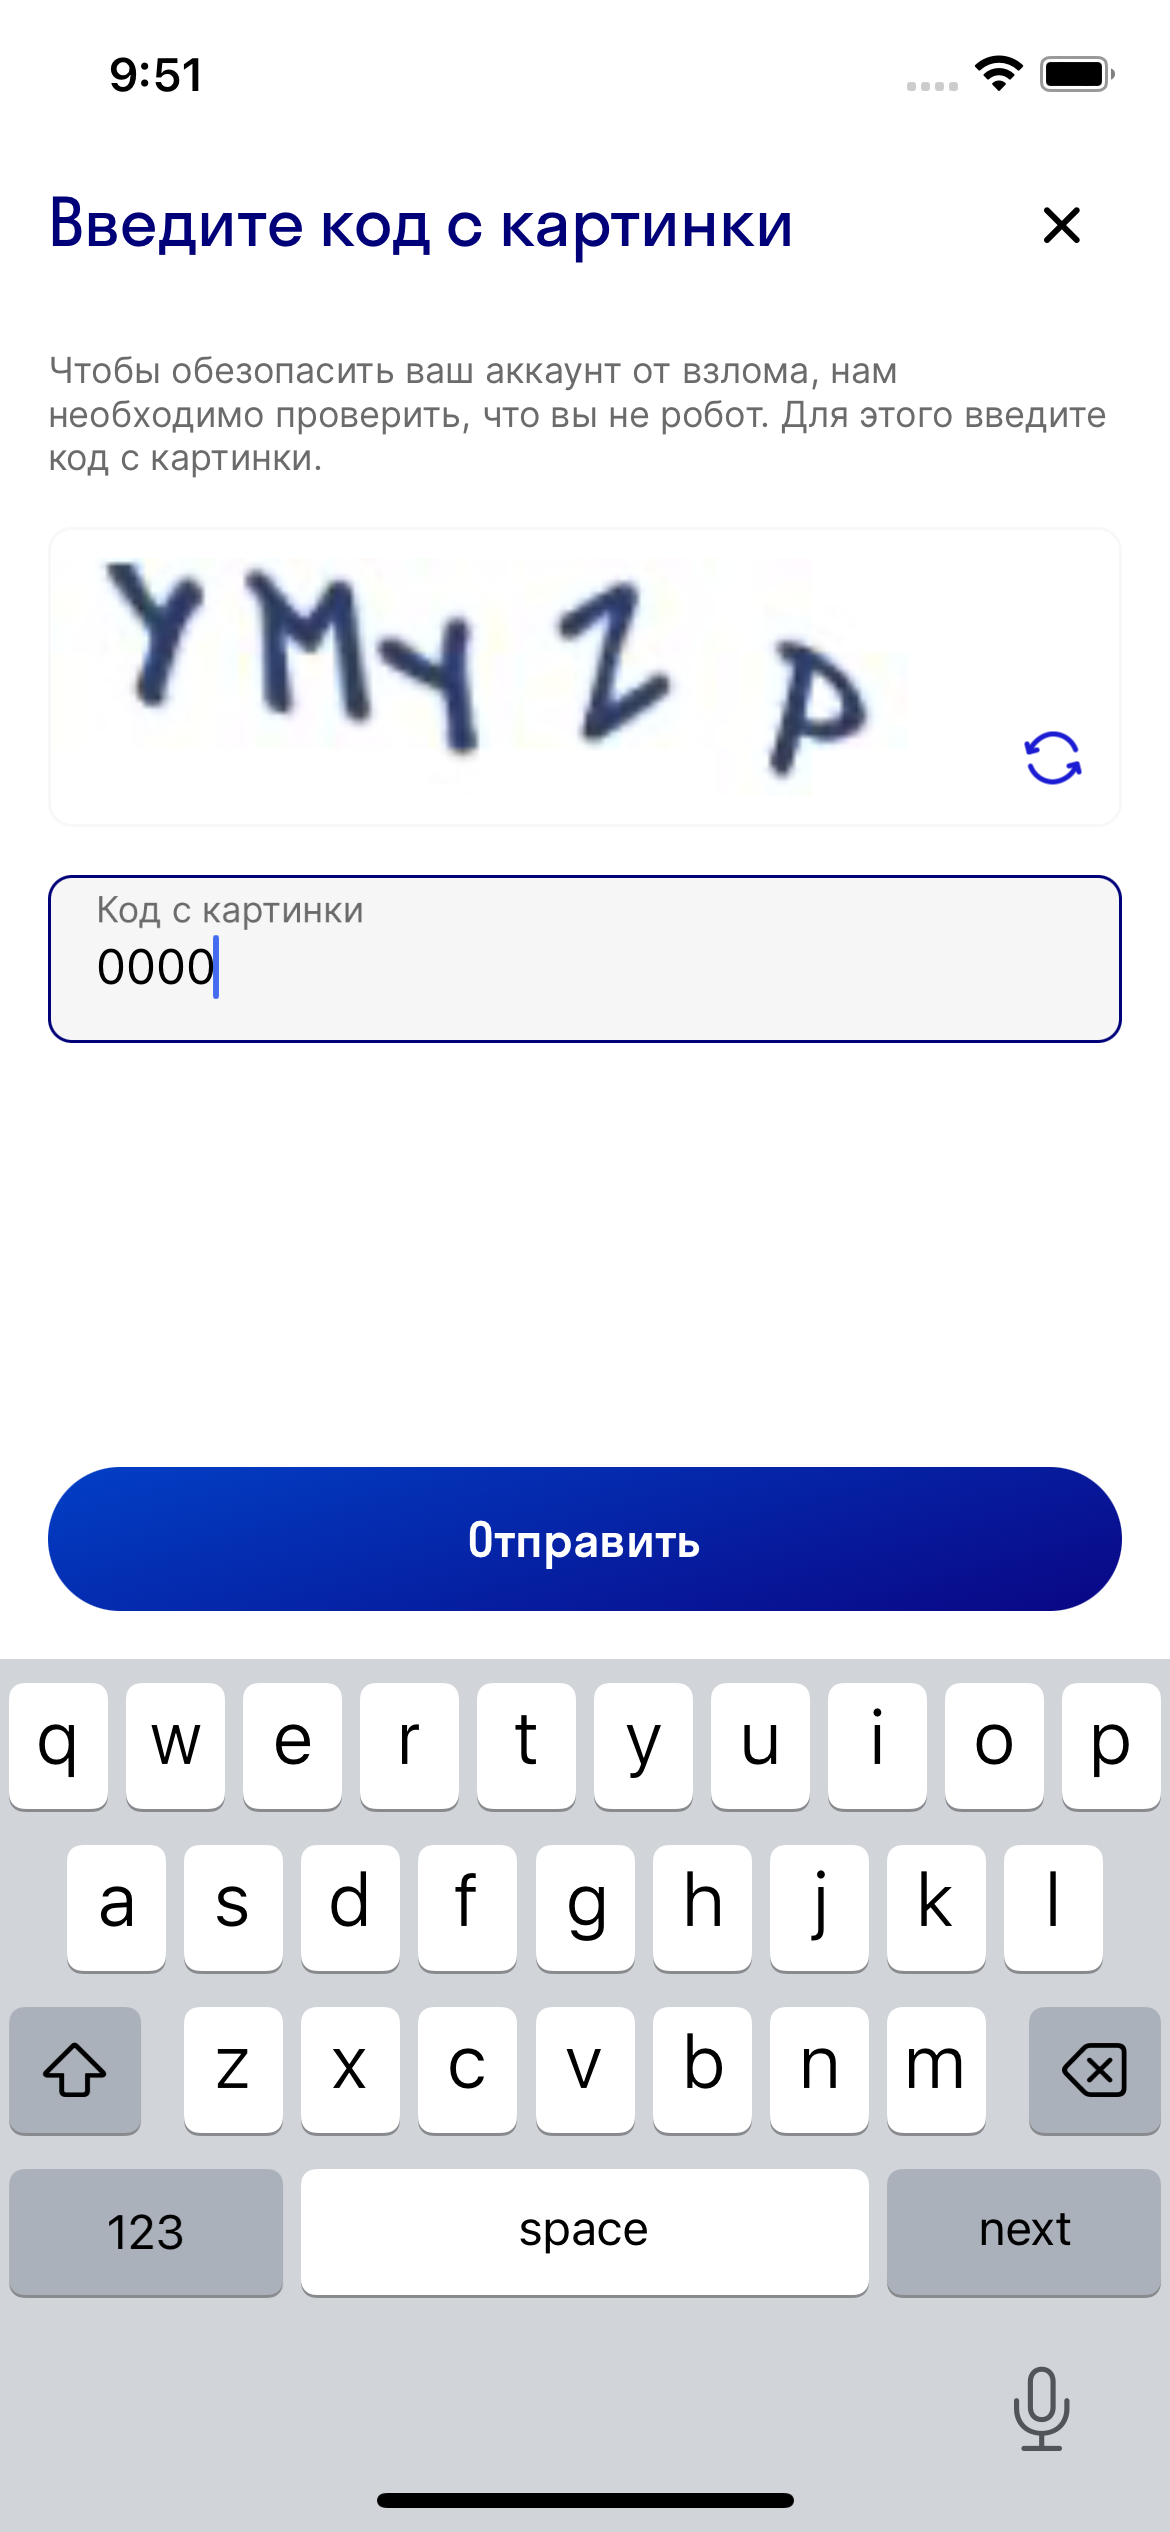 9:51
Введите код с картинки
Чтобы обезопасить ваш аккаунт от взлома, нам
необходимо проверить, что вы не робот. Для этого введите
код с картинки.
YMYZP
Код с картинки
0000
Отправить
q w e r t y u i o p
a s d f g h j k l
z x c v b n m
123 space next